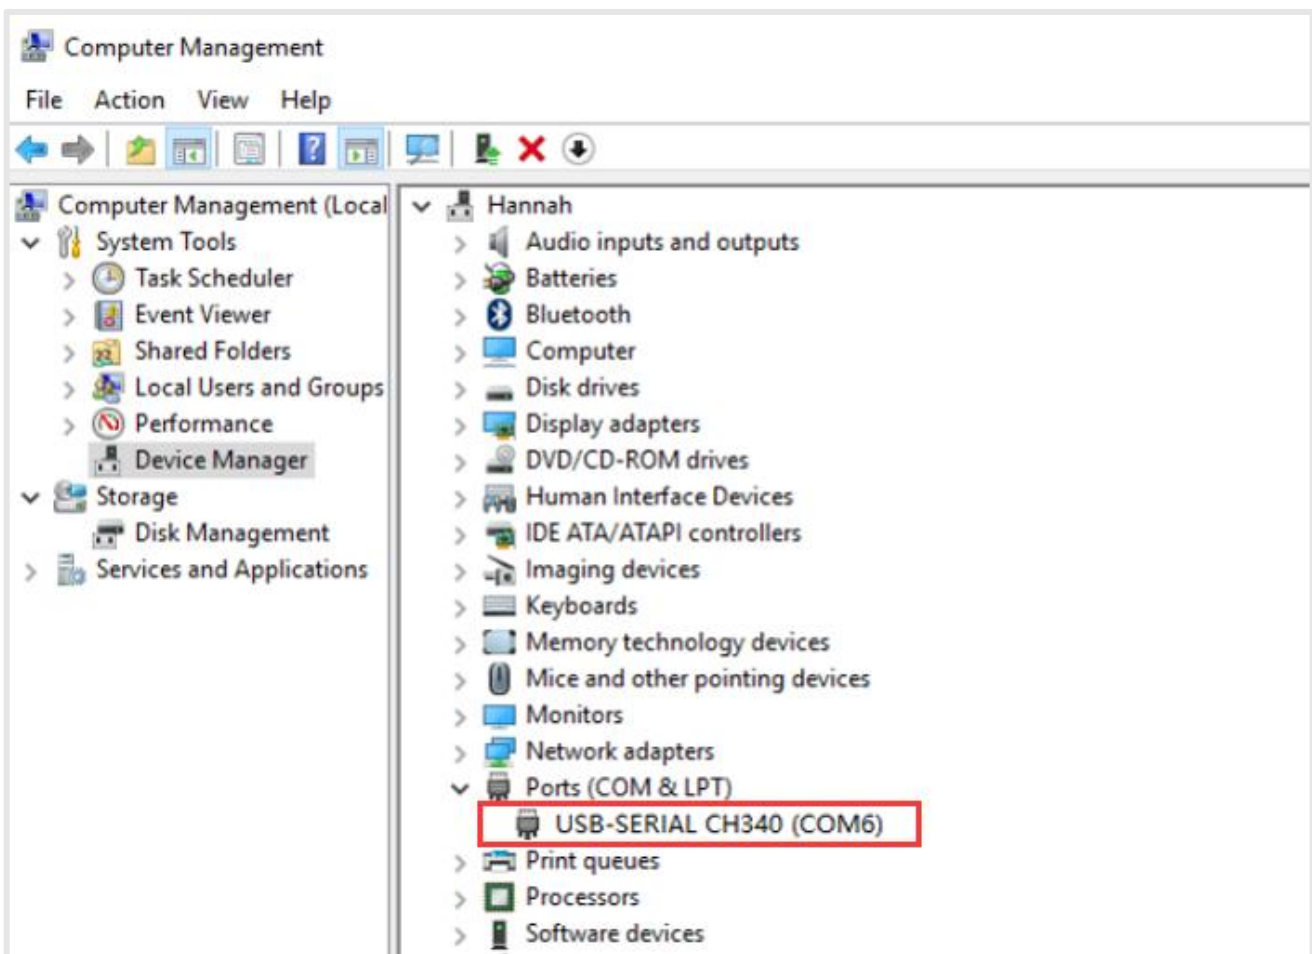 Computer Management
File Action View Help
Computer Management (Local
System Tools
Task Scheduler
Event Viewer
Shared Folders
Local Users and Groups
Performance
Device Manager
Storage
Disk Management
Services and Applications
Hannah
Audio inputs and outputs
Batteries
Bluetooth
Computer
Disk drives
Display adapters
DVD/CD-ROM drives
Human Interface Devices
IDE ATA/ATAPI controllers
Imaging devices
Keyboards
Memory technology devices
Mice and other pointing devices
Monitors
Network adapters
Ports (COM & LPT)
USB-SERIAL CH340 (COM6)
Print queues
Processors
Software devices